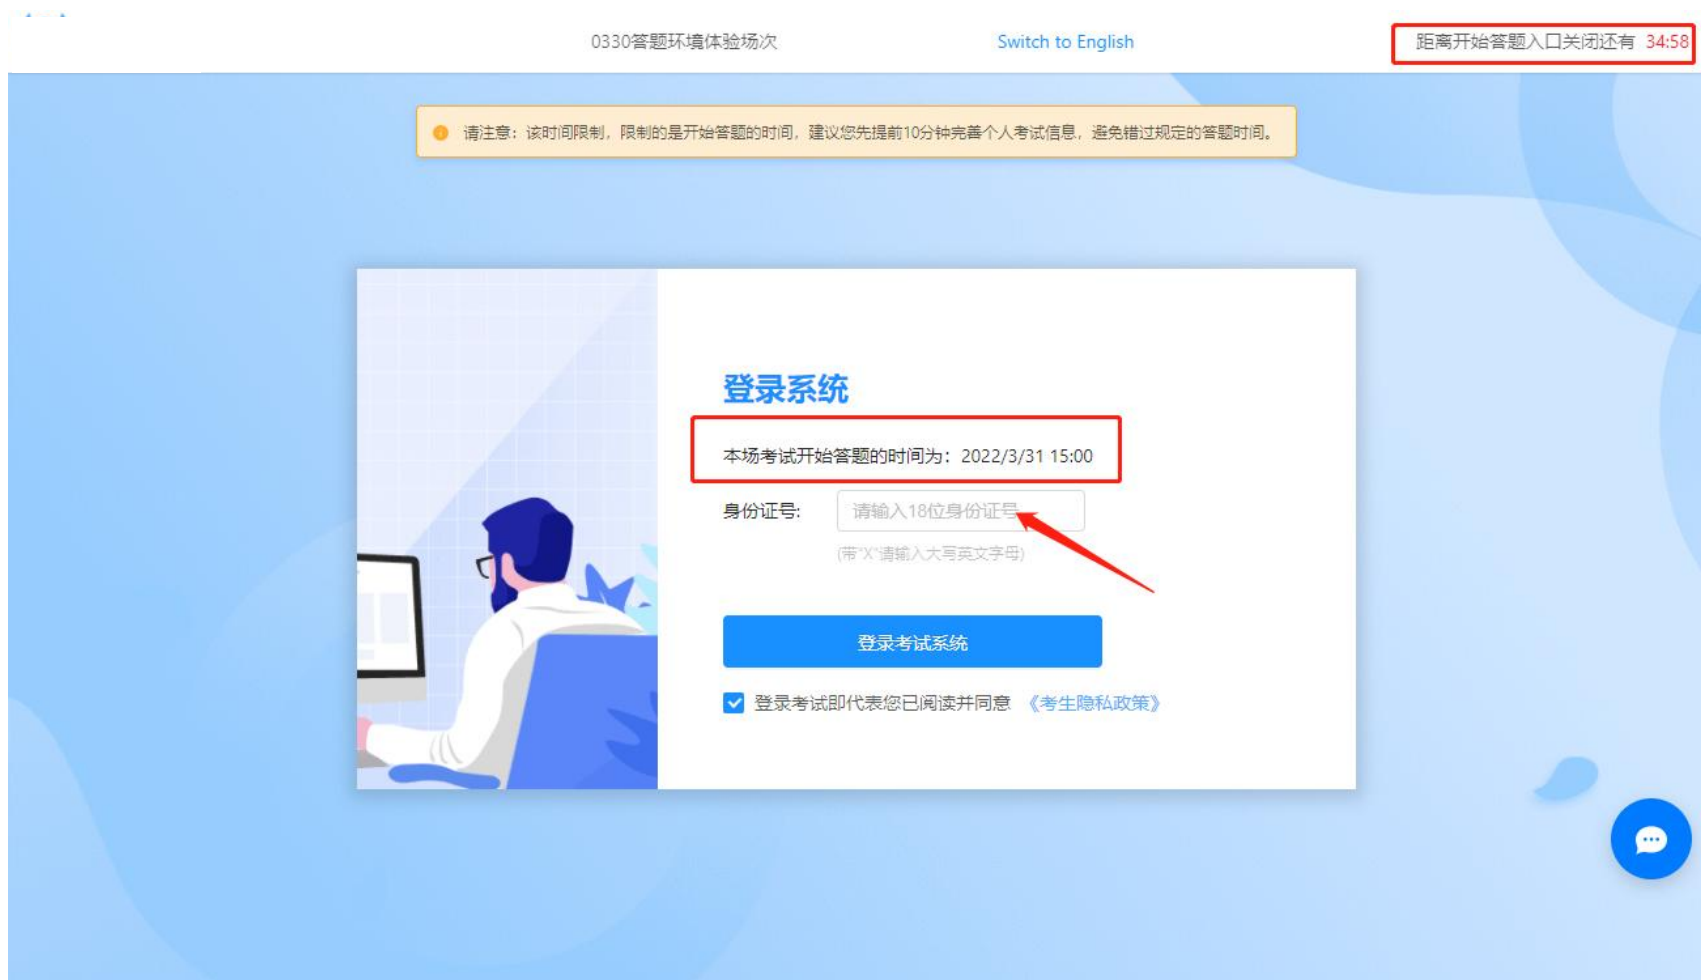 0330答题环境体验场次
Switch to English
距离开始答题入口关闭还有 34:58
请注意：该时间限制，限制的是开始答题的时间，建议您先提前10分钟完善个人考试信息，避免错过规定的答题时间。
登录系统
本场考试开始答题的时间为：2022/3/31 15:00
身份证号:
请输入18位身份证号
(带"X"请输入大写英文字母)
登录考试系统
登录考试即代表您已阅读并同意 《考生隐私政策》